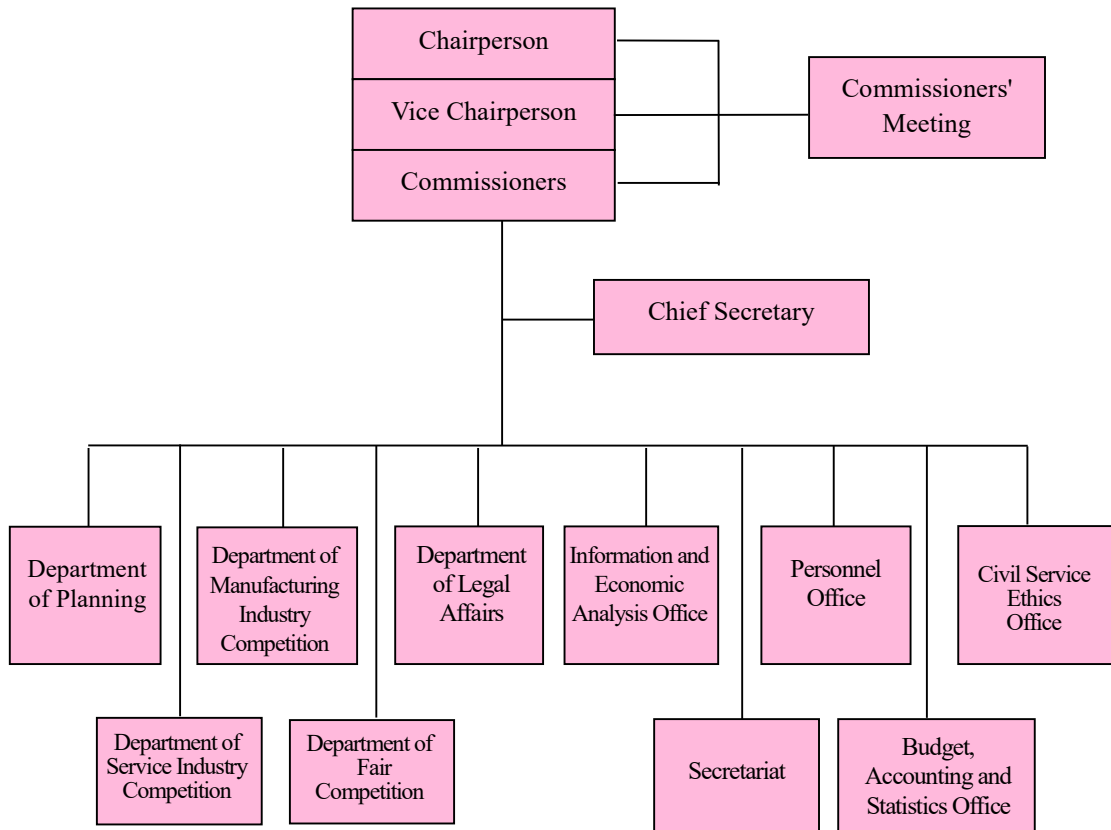 Chairperson
Vice Chairperson
Commissioners
Commissioners'
Meeting
Chief Secretary
Department
of Planning
Department of
Manufacturing
Industry
Competition
Department
of Legal
Affairs
Information and
Economic
Analysis Office
Personnel
Office
Civil Service
Ethics
Office
Department of
Service Industry
Competition
Department of
Fair
Competition
Secretariat
Budget,
Accounting and
Statistics Office